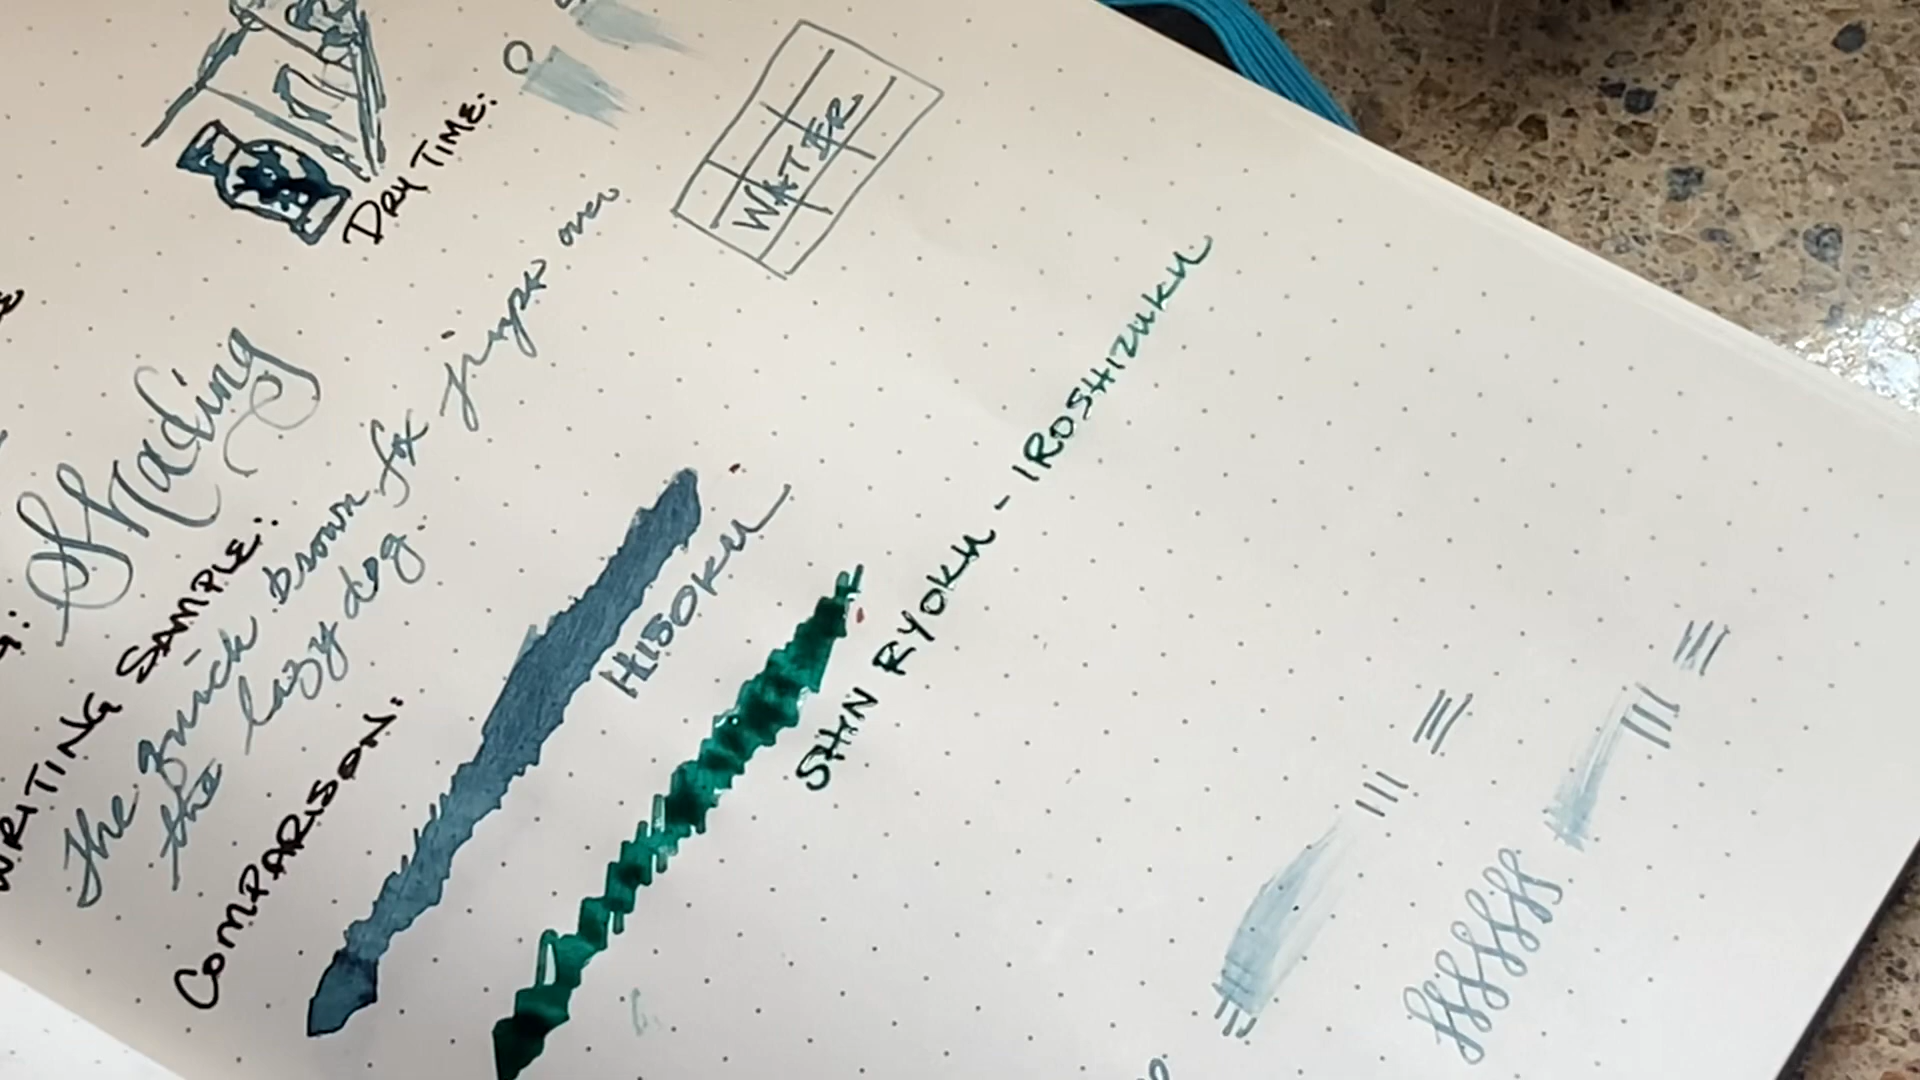 DRY TIME:
WATER
Shading
WRITING SAMPLE:
The quick brown fox jumps over
the lazy dog.
COMPARISON:
HISOKU
SHIN RYOKU - IROSHIZUKU